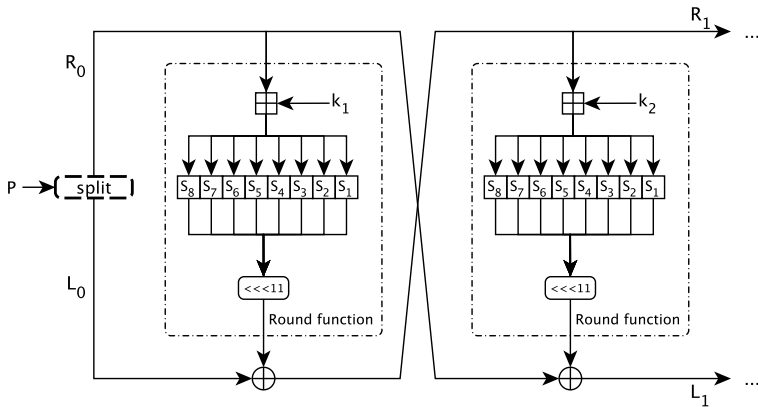 R0
L0
P
split
k1
S8 S7 S6 S5 S4 S3 S2 S1
<<<11
Round function
k2
S8 S7 S6 S5 S4 S3 S2 S1
<<<11
Round function
R1
...
L1
...